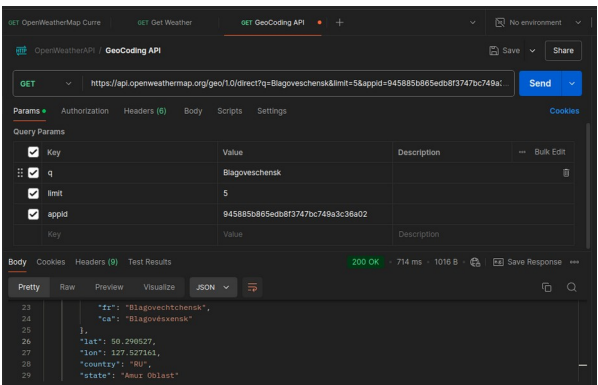 GET OpenWeatherMap Curre GET Get Weather GET GeoCoding API + No environment
OpenWeatherAPI / GeoCoding API Save Share
GET https://api.openweathermap.org/geo/1.0/direct?q=Blagoveschensk&limit=5&appid=945885b865edb8f3747bc749a3... Send
Params Authorization Headers (6) Body Scripts Settings Cookies
Query Params
Key Value Description Bulk Edit
q Blagoveschensk
limit 5
appid 945885b865edb8f3747bc749a3c36a02
Key Value Description
Body Cookies Headers (9) Test Results 200 OK 714 ms 1016 B Save Response
Pretty Raw Preview Visualize JSON
23 "fr": "Blagovechtchensk",
24 "ca": "Blagovésxensk"
25 },
26 "lat": 50.290527,
27 "lon": 127.527161,
28 "country": "RU",
29 "state": "Amur Oblast"